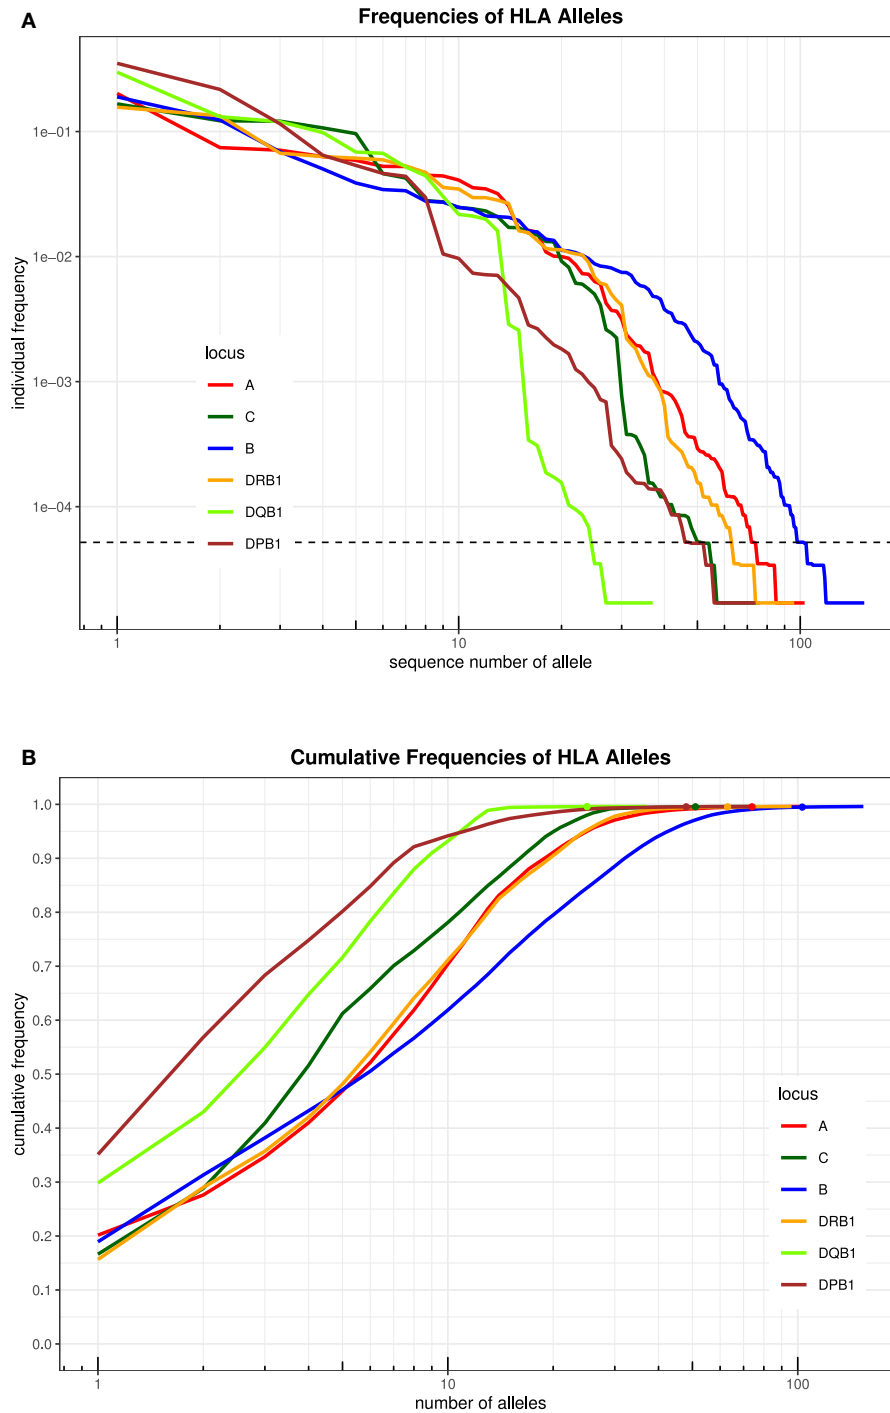 A
Frequencies of HLA Alleles
individual frequency
1e−01
1e−02
1e−03
1e−04
locus
A
C
B
DRB1
DQB1
DPB1
1
10
100
sequence number of allele
B
Cumulative Frequencies of HLA Alleles
cumulative frequency
1.0
0.9
0.8
0.7
0.6
0.5
0.4
0.3
0.2
0.1
0.0
locus
A
C
B
DRB1
DQB1
DPB1
1
10
100
number of alleles